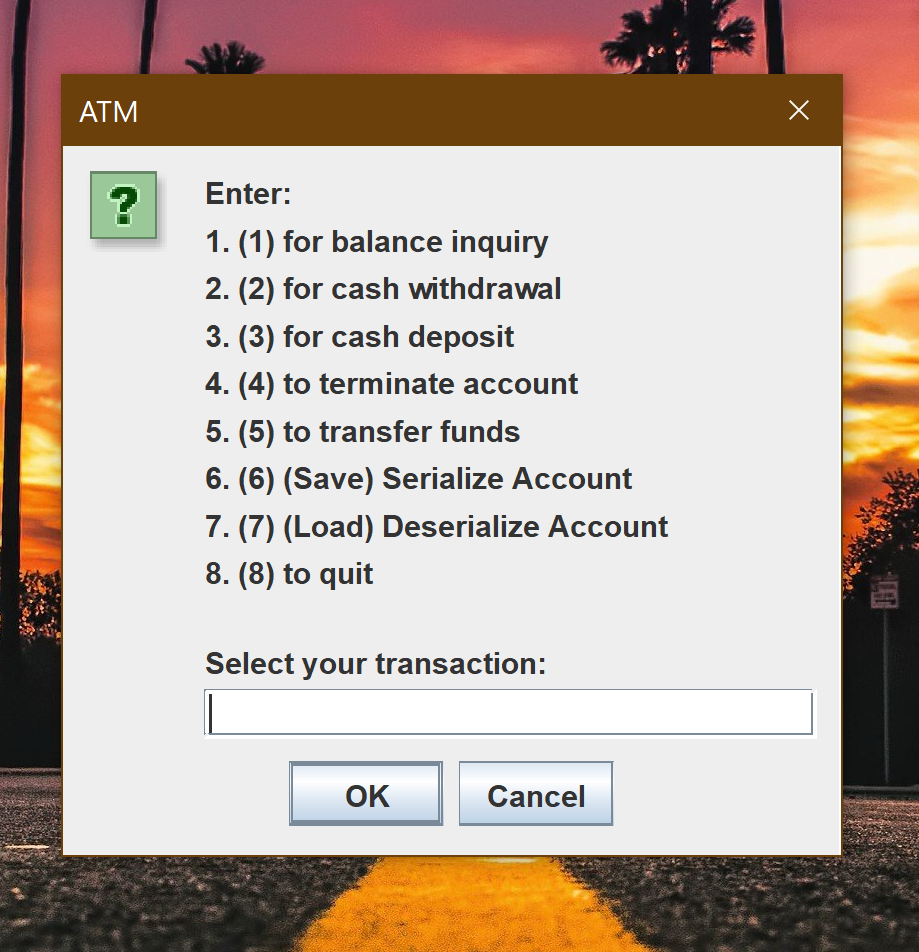 ATM
Enter:
1. (1) for balance inquiry
2. (2) for cash withdrawal
3. (3) for cash deposit
4. (4) to terminate account
5. (5) to transfer funds
6. (6) (Save) Serialize Account
7. (7) (Load) Deserialize Account
8. (8) to quit
Select your transaction:
OK Cancel